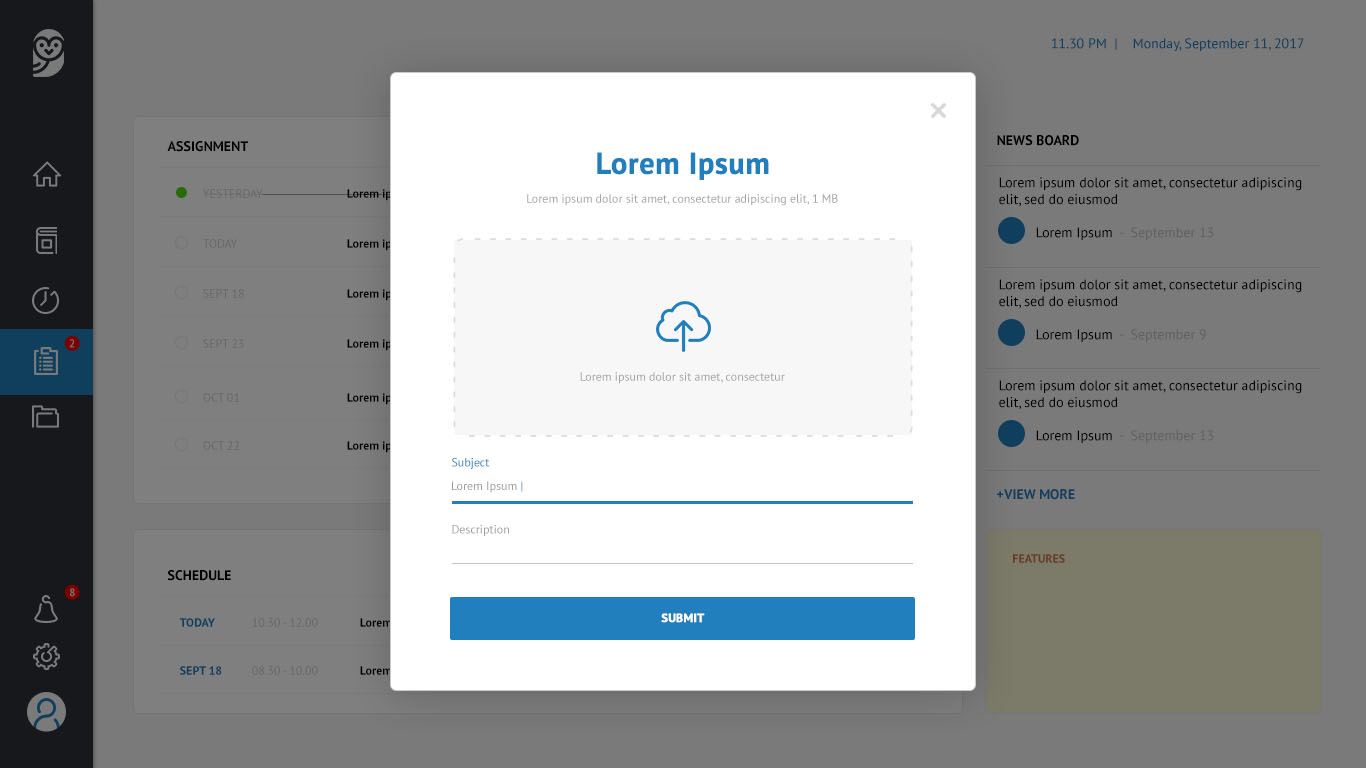 11.30 PM | Monday, September 11, 2017
ASSIGNMENT
YESTERDAY Lorem ip
TODAY Lorem ip
SEPT 18 Lorem ip
SEPT 23 Lorem ip
OCT 01 Lorem ip
OCT 22 Lorem ip
SCHEDULE
TODAY 10.30 - 12.00 Lorem
SEPT 18 08.30 - 10.00 Lorem
2
8
Lorem Ipsum
Lorem ipsum dolor sit amet, consectetur adipiscing elit, 1 MB
Lorem ipsum dolor sit amet, consectetur
Subject
Lorem Ipsum |
Description
SUBMIT
NEWS BOARD
Lorem ipsum dolor sit amet, consectetur adipiscing
elit, sed do eiusmod
Lorem Ipsum - September 13
Lorem ipsum dolor sit amet, consectetur adipiscing
elit, sed do eiusmod
Lorem Ipsum - September 9
Lorem ipsum dolor sit amet, consectetur adipiscing
elit, sed do eiusmod
Lorem Ipsum - September 13
+VIEW MORE
FEATURES